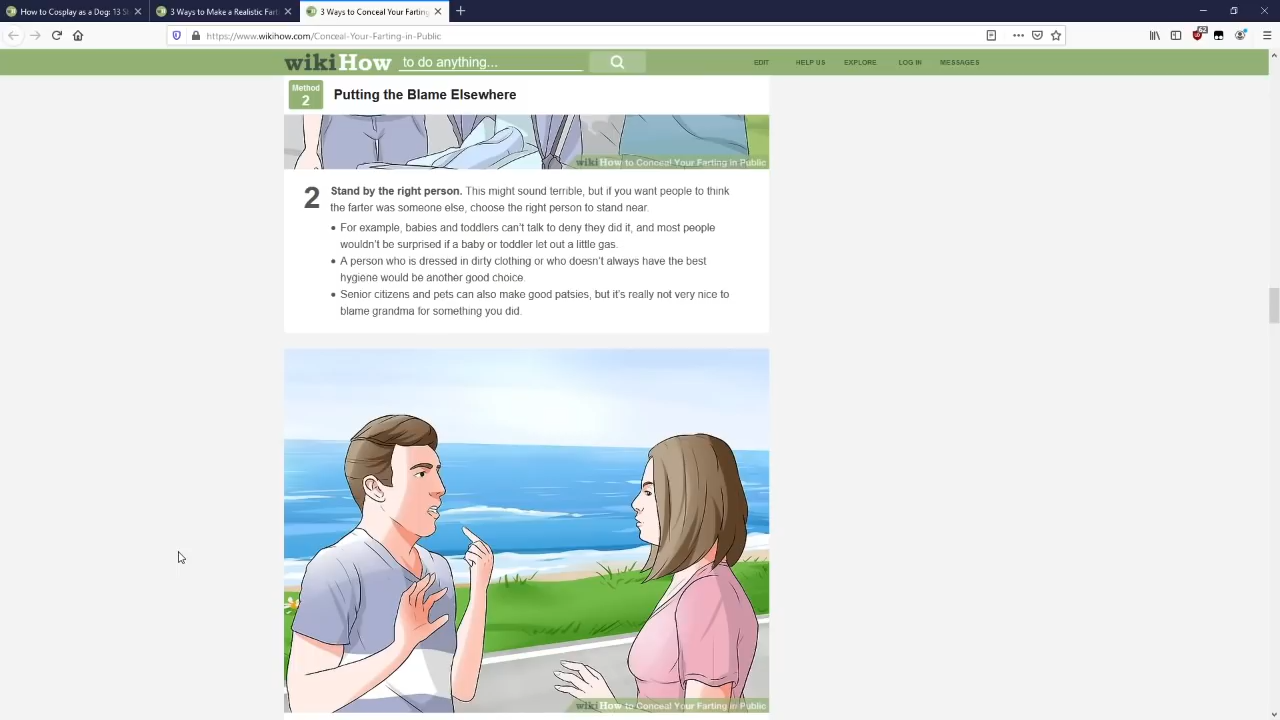 How to Cosplay as a Dog: 13 St
3 Ways to Make a Realistic Fart
3 Ways to Conceal Your Farting
https://www.wikihow.com/Conceal-Your-Farting-in-Public
wikiHow to do anything...
EDIT HELP US EXPLORE LOG IN MESSAGES
Method
2
Putting the Blame Elsewhere
wikiHow to Conceal Your Farting in Public
2
Stand by the right person. This might sound terrible, but if you want people to think
the farter was someone else, choose the right person to stand near.
For example, babies and toddlers can't talk to deny they did it, and most people
wouldn't be surprised if a baby or toddler let out a little gas.
A person who is dressed in dirty clothing or who doesn't always have the best
hygiene would be another good choice.
Senior citizens and pets can also make good patsies, but it's really not very nice to
blame grandma for something you did.
wikiHow to Conceal Your Farting in Public